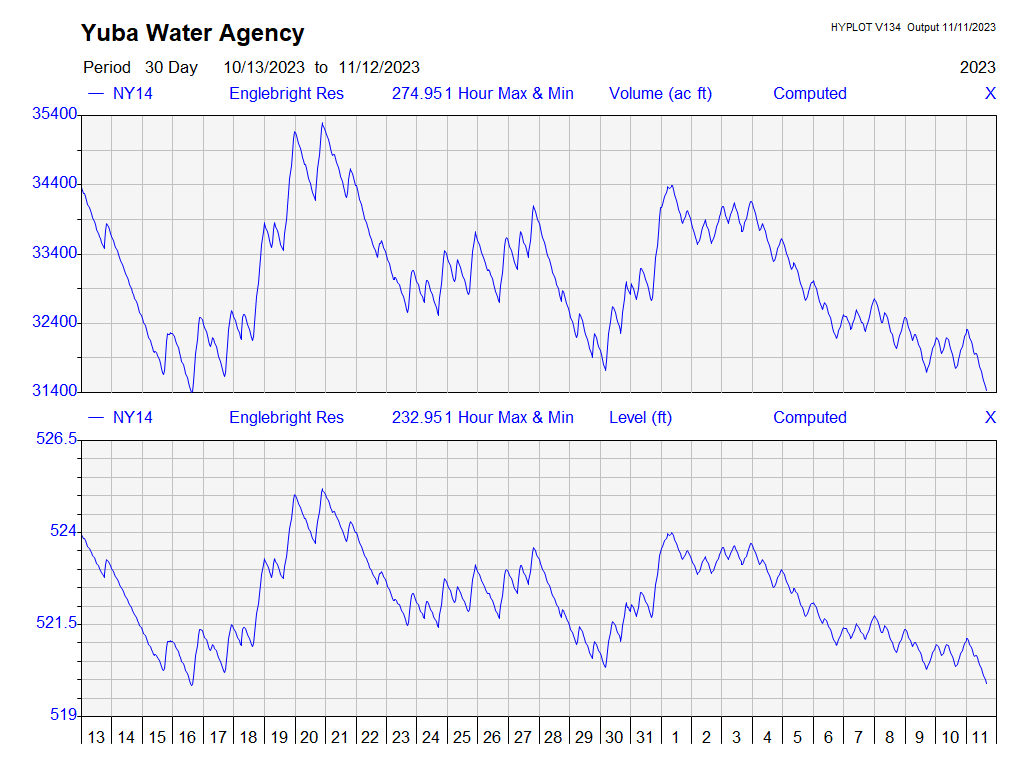 Yuba Water Agency
HYPLOT V134 Output 11/11/2023
Period 30 Day 10/13/2023 to 11/12/2023 2023
— NY14 Englebright Res 274.951 Hour Max & Min Volume (ac ft) Computed X
35400
34400
33400
32400
31400
— NY14 Englebright Res 232.951 Hour Max & Min Level (ft) Computed X
526.5
524
521.5
519
13 14 15 16 17 18 19 20 21 22 23 24 25 26 27 28 29 30 31 1 2 3 4 5 6 7 8 9 10 11